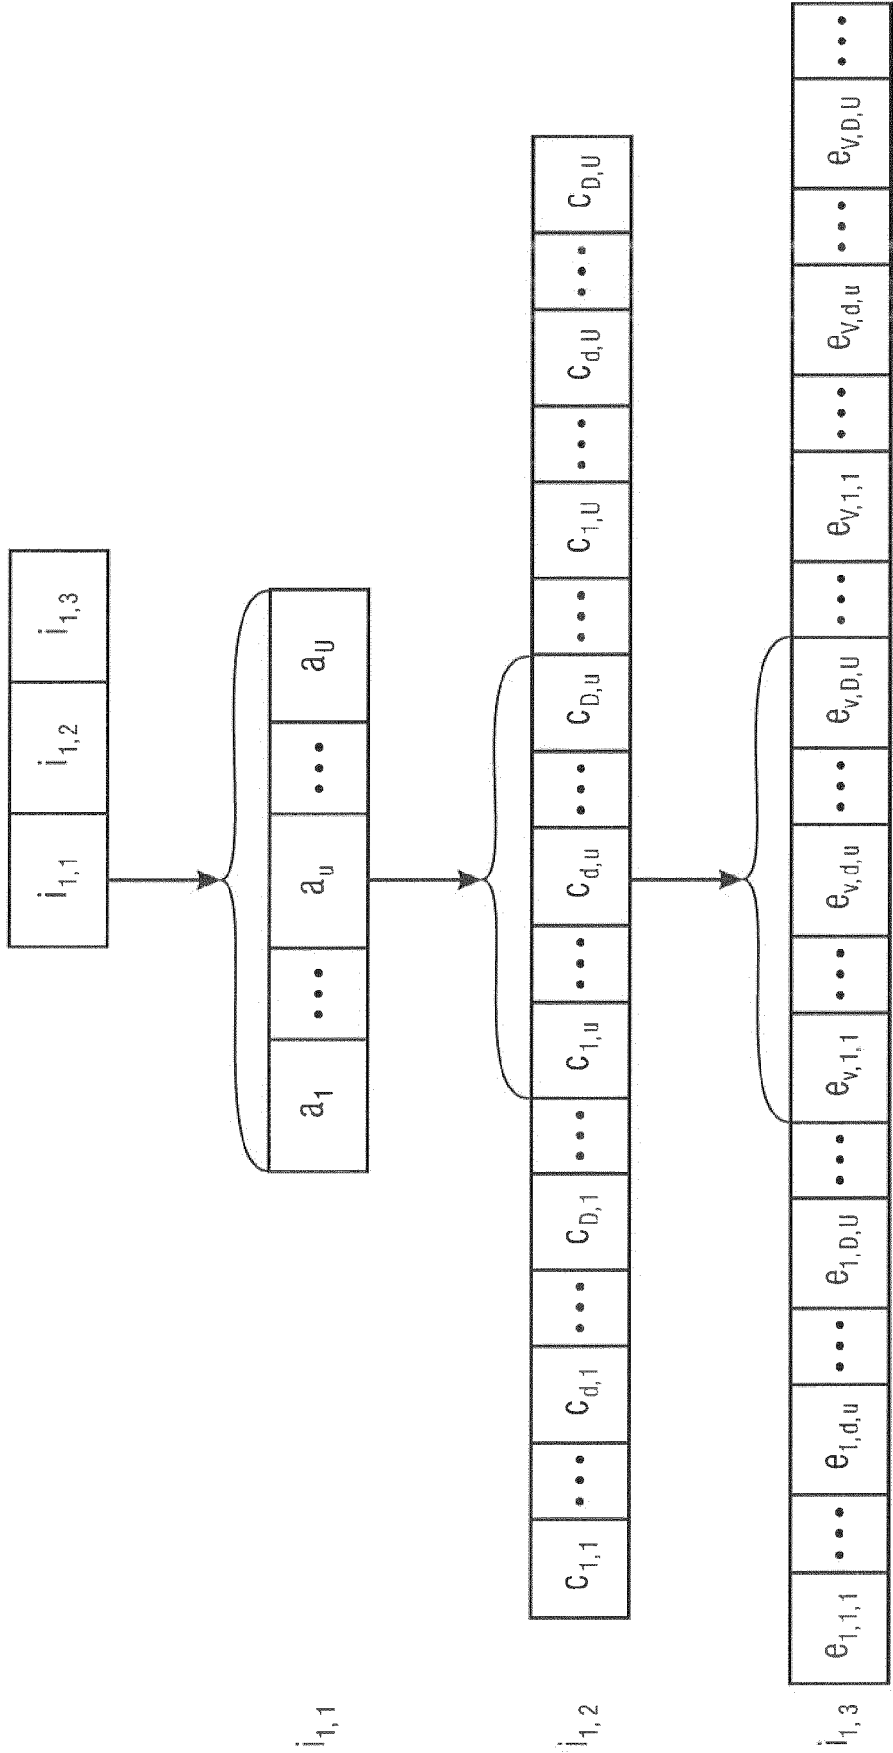 i1,1 i1,2 i1,3
i1,1 a1 ... au ... aU
i1,2 c1,1 ... cd,1 ... cD,1 ... c1,u ... cd,u ... cD,u ... c1,U ... cd,U ... cD,U
i1,3 e1,1,1 ... e1,d,u ... e1,D,U ... ev,1,1 ... ev,d,u ... ev,D,U ... eV,1,1 ... eV,d,u ... eV,D,U ...